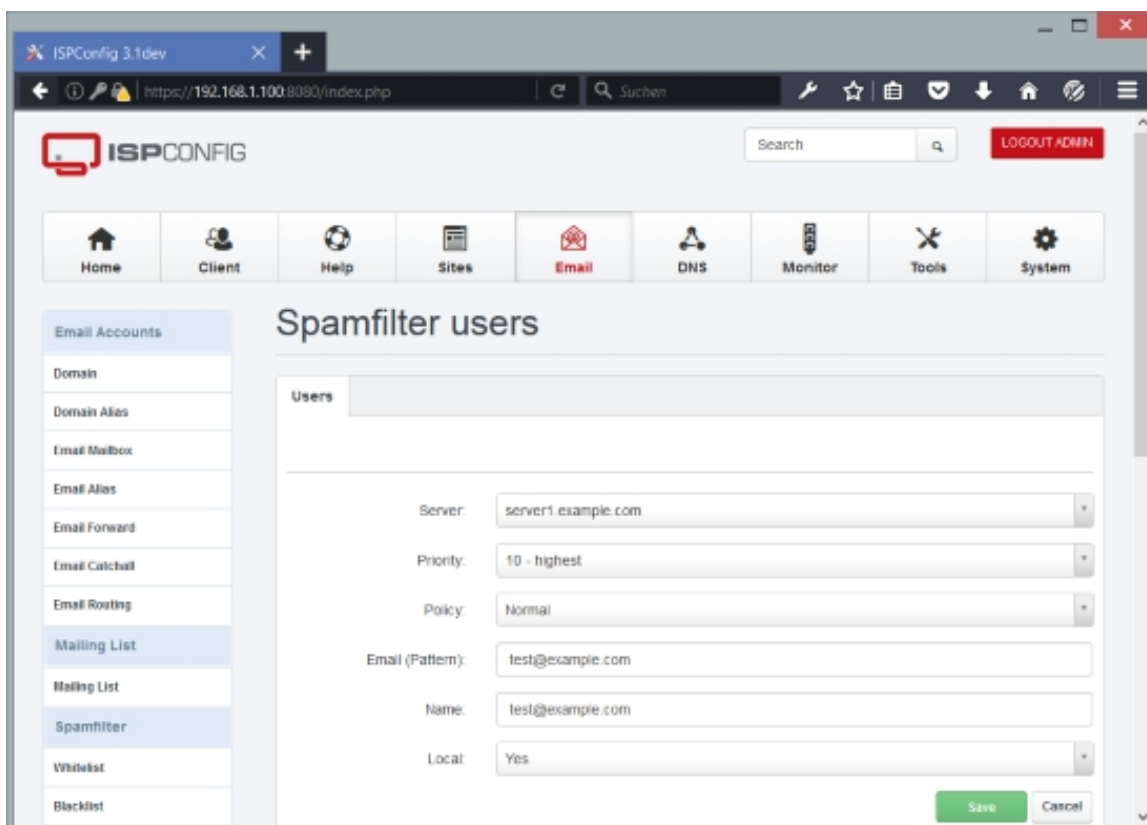 ISPConfig 3.1dev
https://192.168.1.100:8080/index.php
Suchen
ISPCONFIG
Search
LOGOUT ADMIN
Home Client Help Sites Email DNS Monitor Tools System
Email Accounts
Domain
Domain Alias
Email Mailbox
Email Alias
Email Forward
Email Catchall
Email Routing
Mailing List
Mailing List
Spamfilter
Whitelist
Blacklist
Spamfilter users
Users
Server: server1.example.com
Priority: 10 - highest
Policy: Normal
Email (Pattern): test@example.com
Name: test@example.com
Local: Yes
Save Cancel